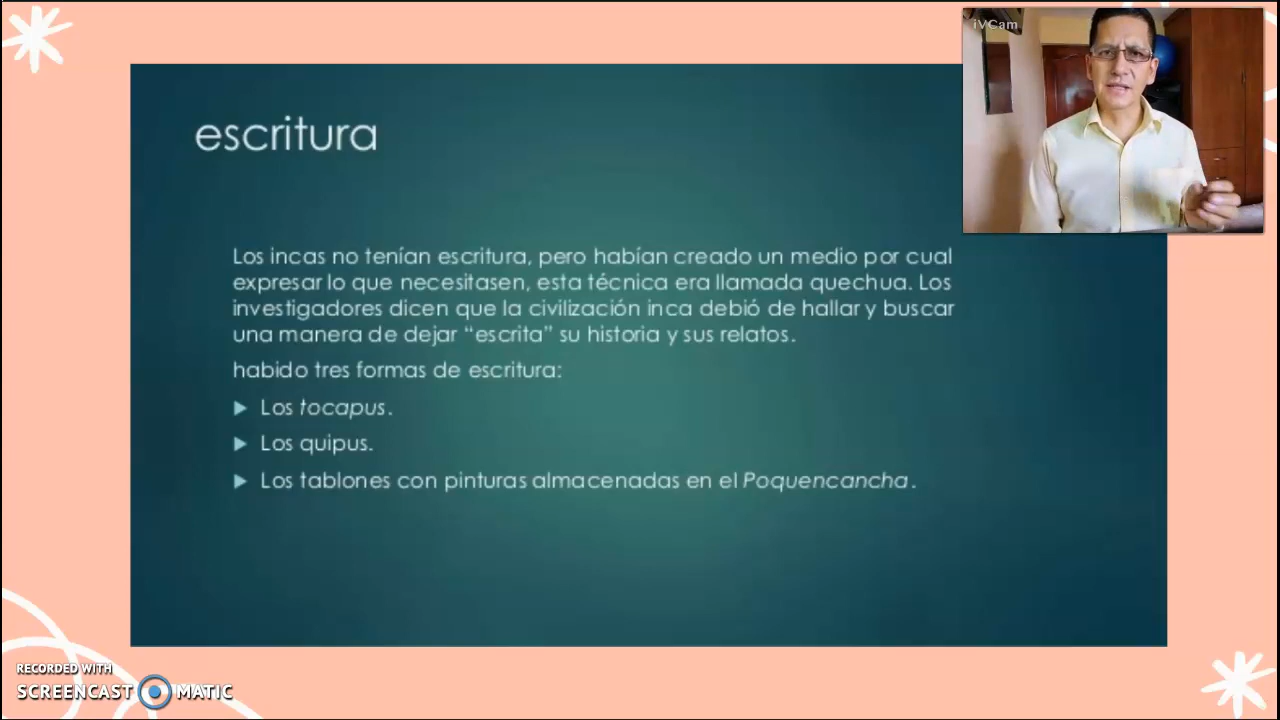 iVCam
escritura
Los incas no tenían escritura, pero habían creado un medio por cual
expresar lo que necesitasen, esta técnica era llamada quechua. Los
investigadores dicen que la civilización inca debió de hallar y buscar
una manera de dejar “escrita” su historia y sus relatos.
habido tres formas de escritura:
Los tocapus.
Los quipus.
Los tablones con pinturas almacenadas en el Poquencancha.
RECORDED WITH
SCREENCAST MATIC